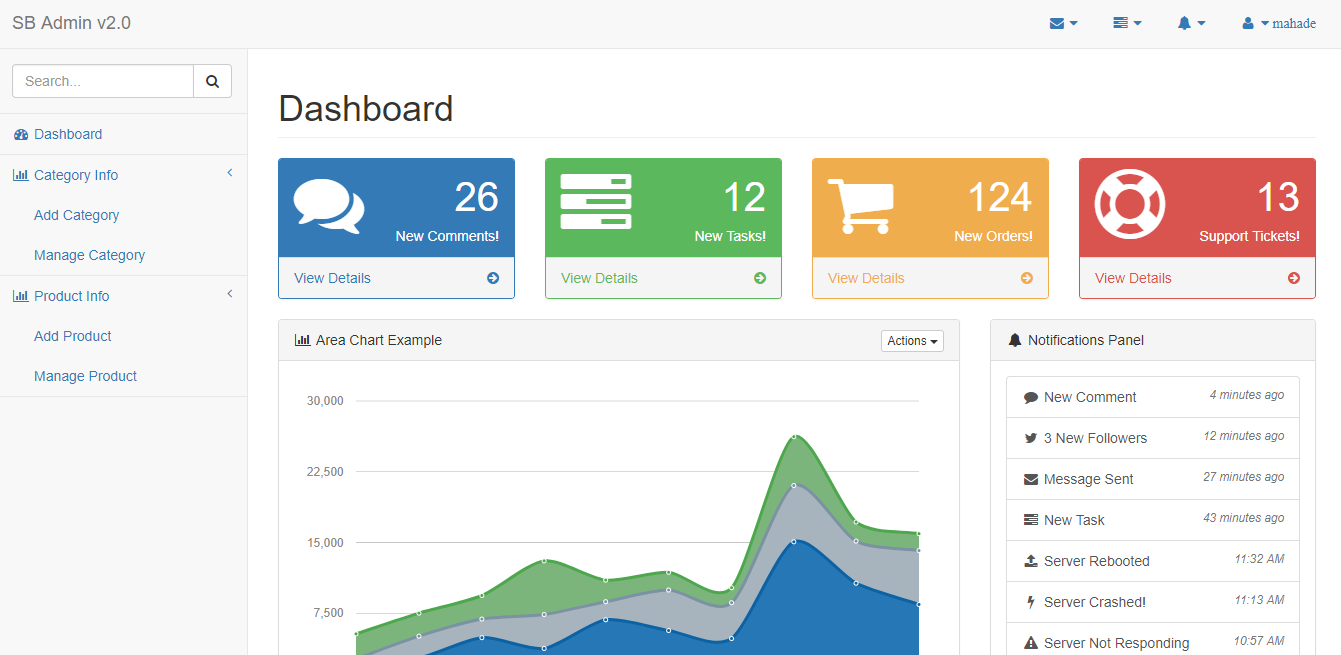 SB Admin v2.0
mahade
Search...
Dashboard
Category Info
Add Category
Manage Category
Product Info
Add Product
Manage Product
Dashboard
26
New Comments!
View Details
12
New Tasks!
View Details
124
New Orders!
View Details
13
Support Tickets!
View Details
Area Chart Example
Actions
30,000
22,500
15,000
7,500
Notifications Panel
New Comment 4 minutes ago
3 New Followers 12 minutes ago
Message Sent 27 minutes ago
New Task 43 minutes ago
Server Rebooted 11:32 AM
Server Crashed! 11:13 AM
Server Not Responding 10:57 AM